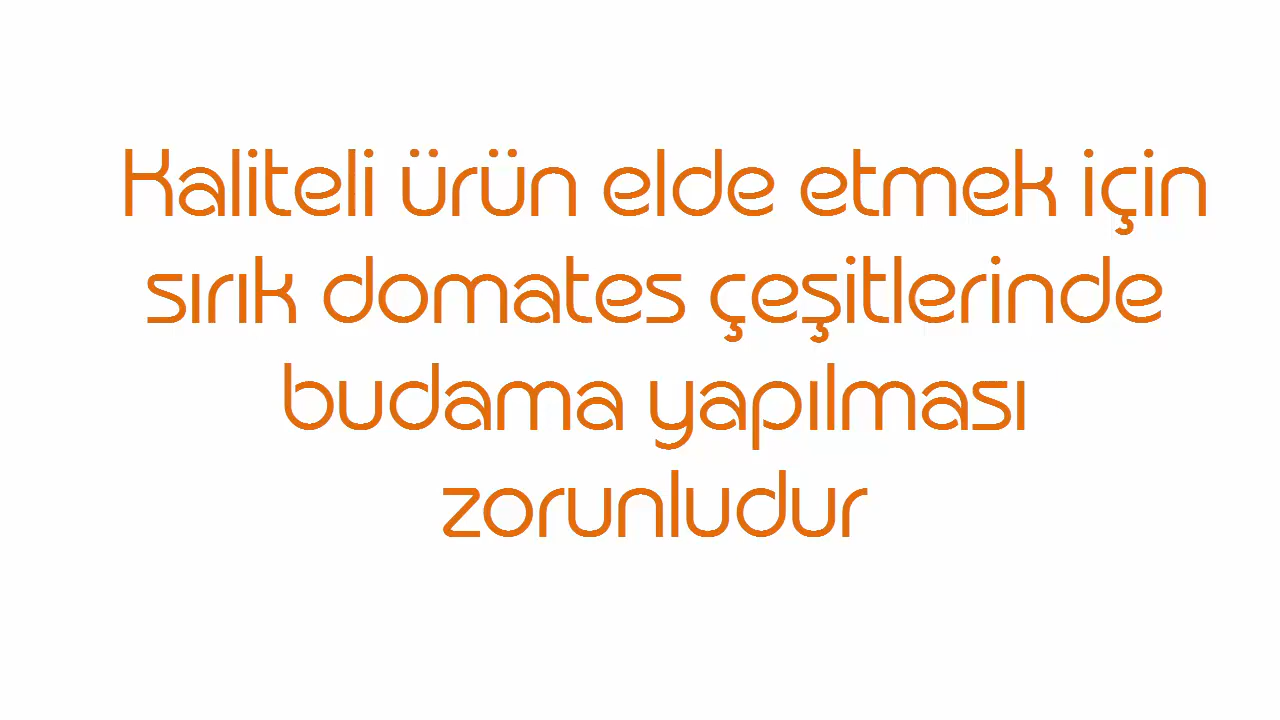 Kaliteli ürün elde etmek için
sırık domates çeşitlerinde
budama yapılması
zorunludur